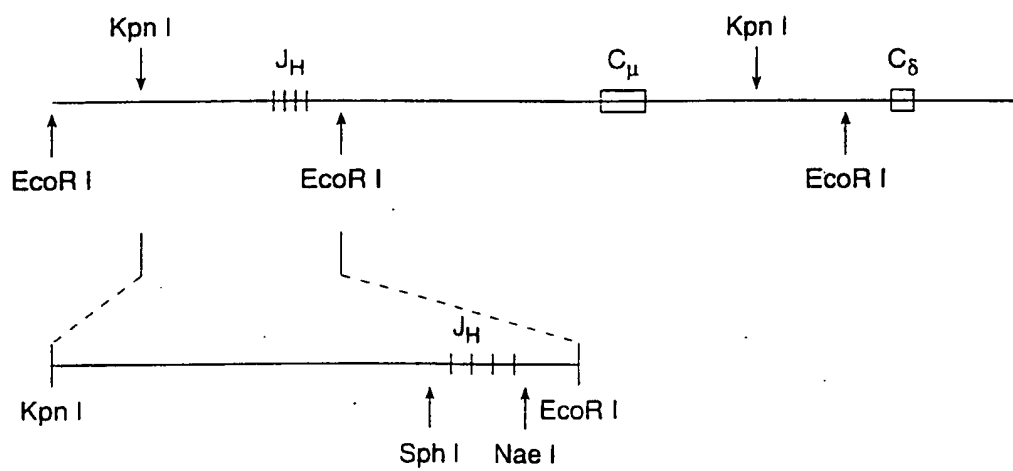 Kpn I
Kpn I
J_H
C_μ
C_δ
EcoR I
EcoR I
EcoR I
J_H
Kpn I
EcoR I
Sph I
Nae I